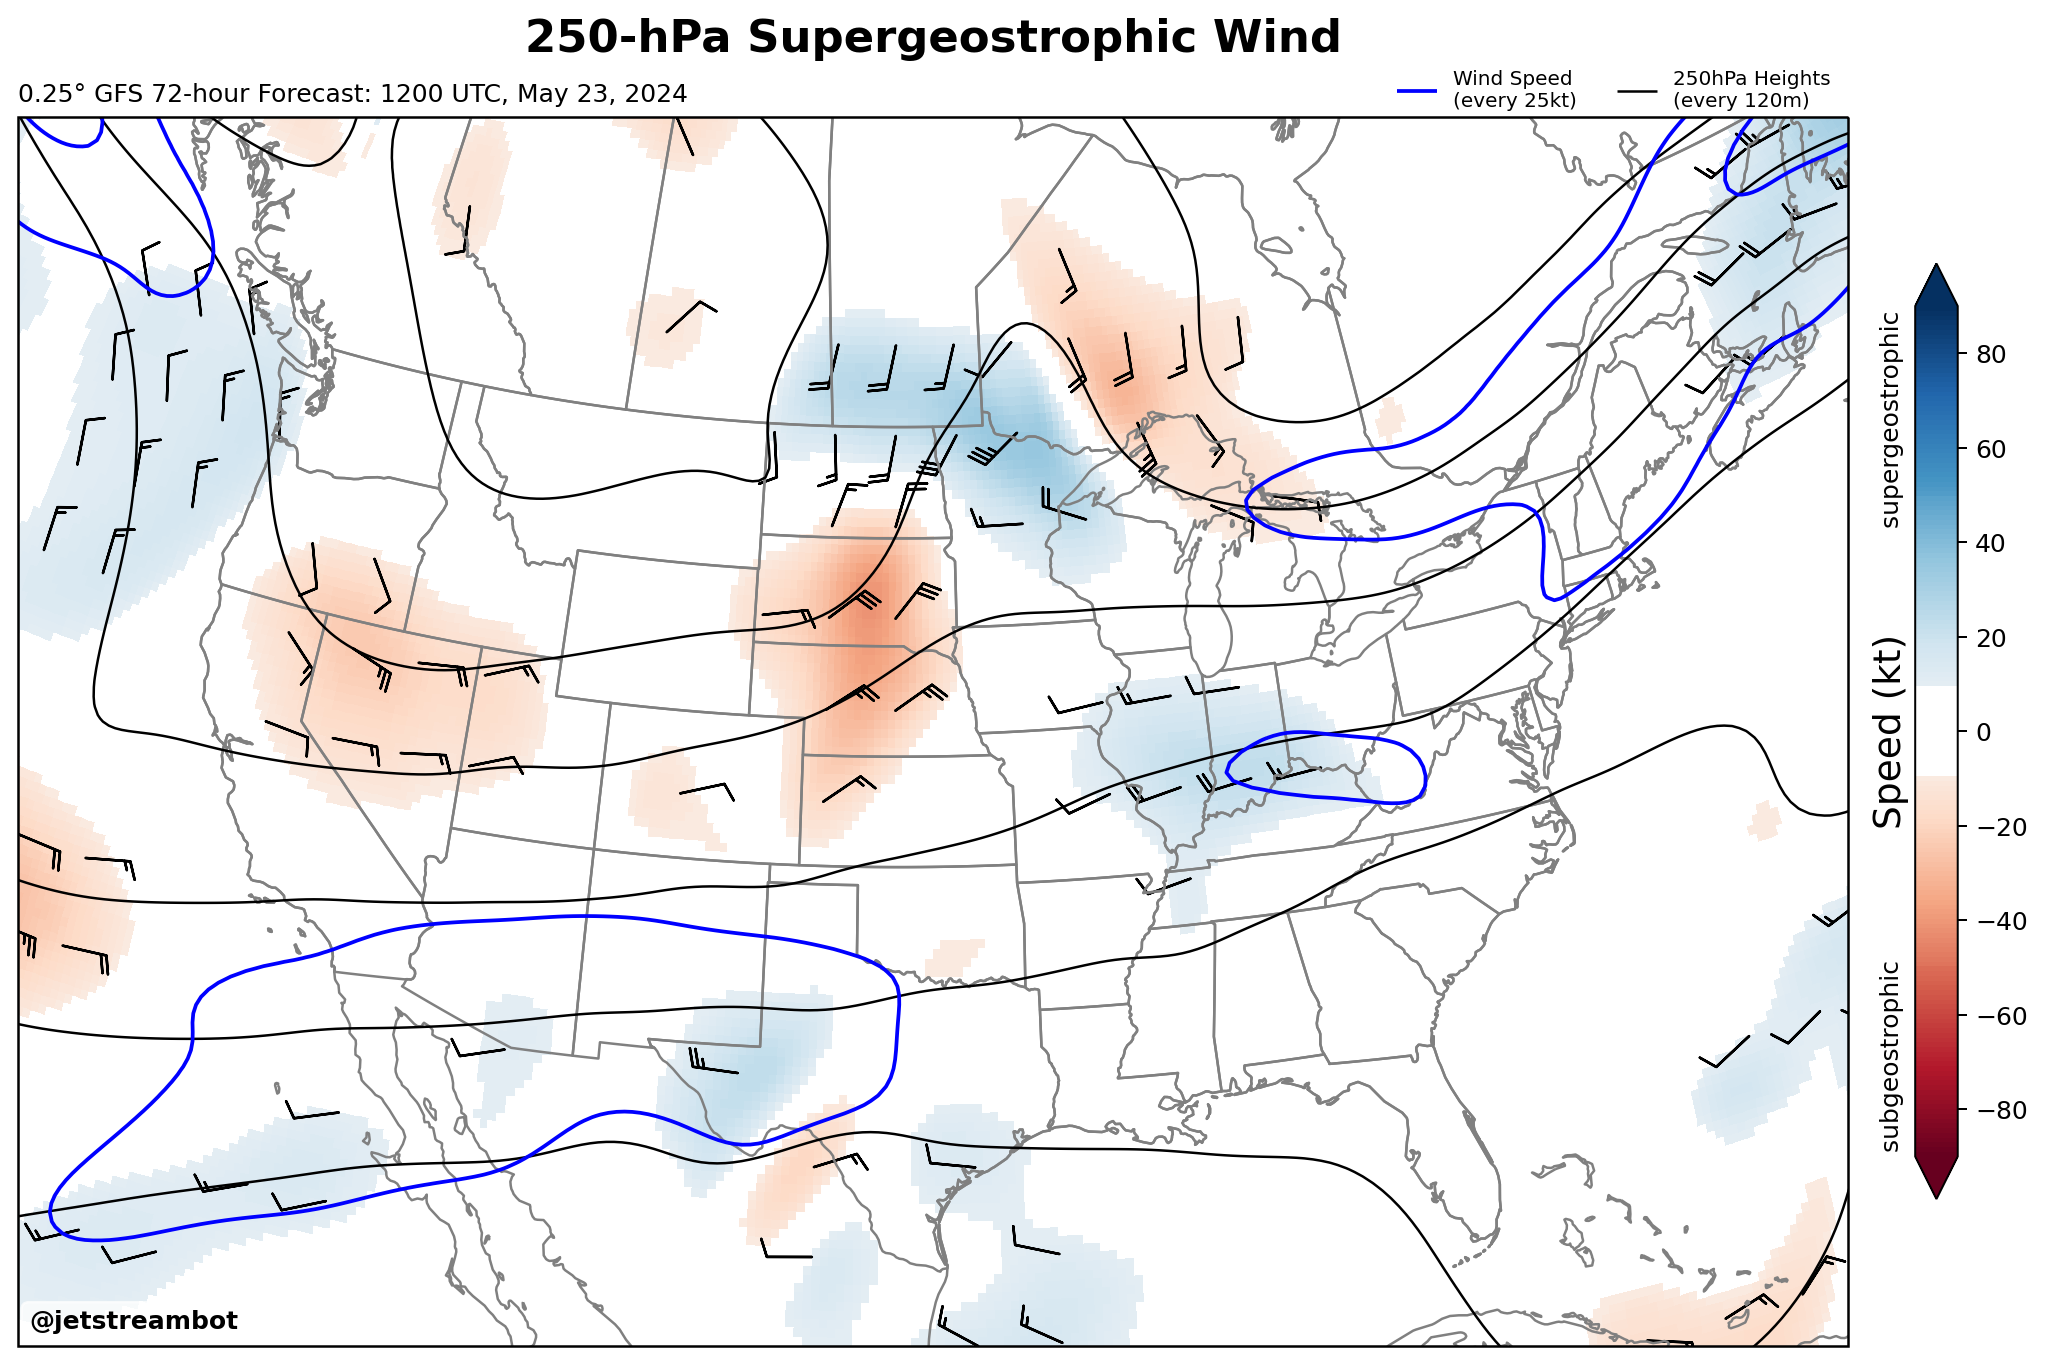 250-hPa Supergeostrophic Wind
0.25° GFS 72-hour Forecast: 1200 UTC, May 23, 2024
Wind Speed
(every 25kt)
250hPa Heights
(every 120m)
supergeostrophic
Speed (kt)
subgeostrophic
80
60
40
20
0
−20
−40
−60
−80
@jetstreambot